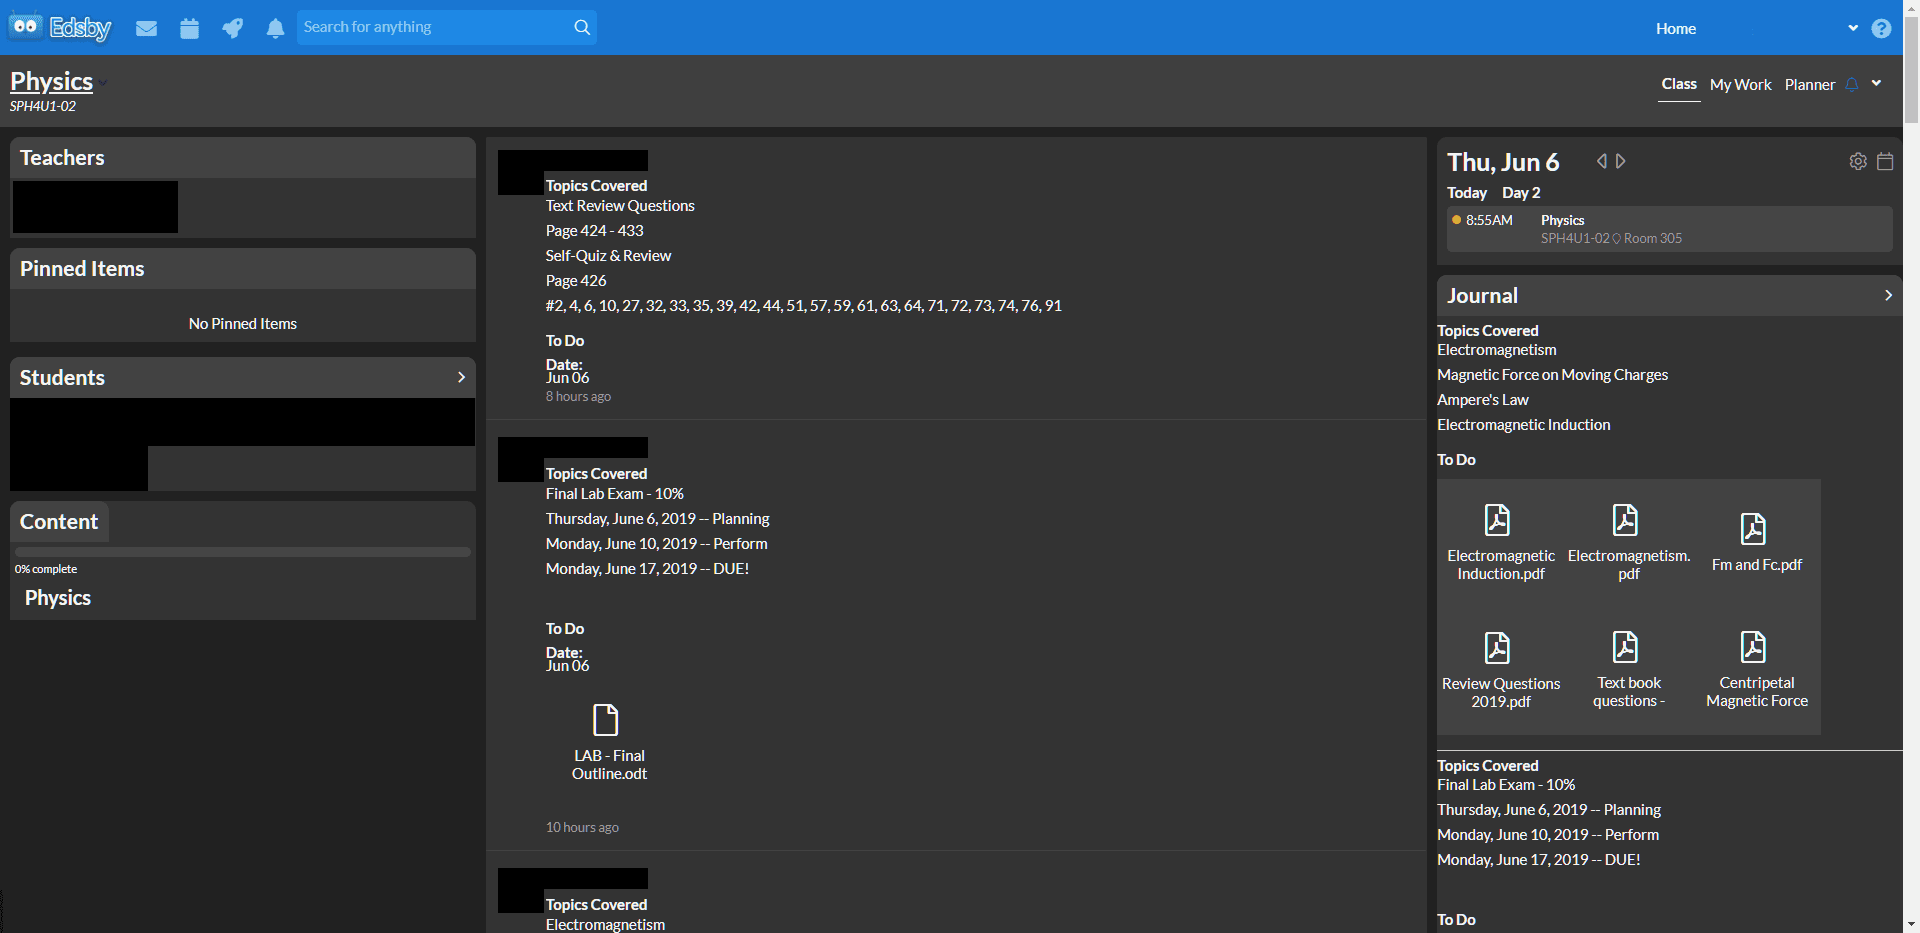 Edsby
Search for anything
Home
Physics
SPH4U1-02
Class My Work Planner
Teachers
Pinned Items
No Pinned Items
Students
Content
0% complete
Physics
Topics Covered
Text Review Questions
Page 424 - 433
Self-Quiz & Review
Page 426
#2, 4, 6, 10, 27, 32, 33, 35, 39, 42, 44, 51, 57, 59, 61, 63, 64, 71, 72, 73, 74, 76, 91
To Do
Date:
Jun 06
8 hours ago
Topics Covered
Final Lab Exam - 10%
Thursday, June 6, 2019 -- Planning
Monday, June 10, 2019 -- Perform
Monday, June 17, 2019 -- DUE!
To Do
Date:
Jun 06
LAB - Final
Outline.odt
10 hours ago
Topics Covered
Electromagnetism
Thu, Jun 6
Today Day 2
8:55AM Physics
SPH4U1-02 Room 305
Journal
Topics Covered
Electromagnetism
Magnetic Force on Moving Charges
Ampere's Law
Electromagnetic Induction
To Do
Electromagnetic
Induction.pdf
Electromagnetism.
pdf
Fm and Fc.pdf
Review Questions
2019.pdf
Text book
questions -
Centripetal
Magnetic Force
Topics Covered
Final Lab Exam - 10%
Thursday, June 6, 2019 -- Planning
Monday, June 10, 2019 -- Perform
Monday, June 17, 2019 -- DUE!
To Do